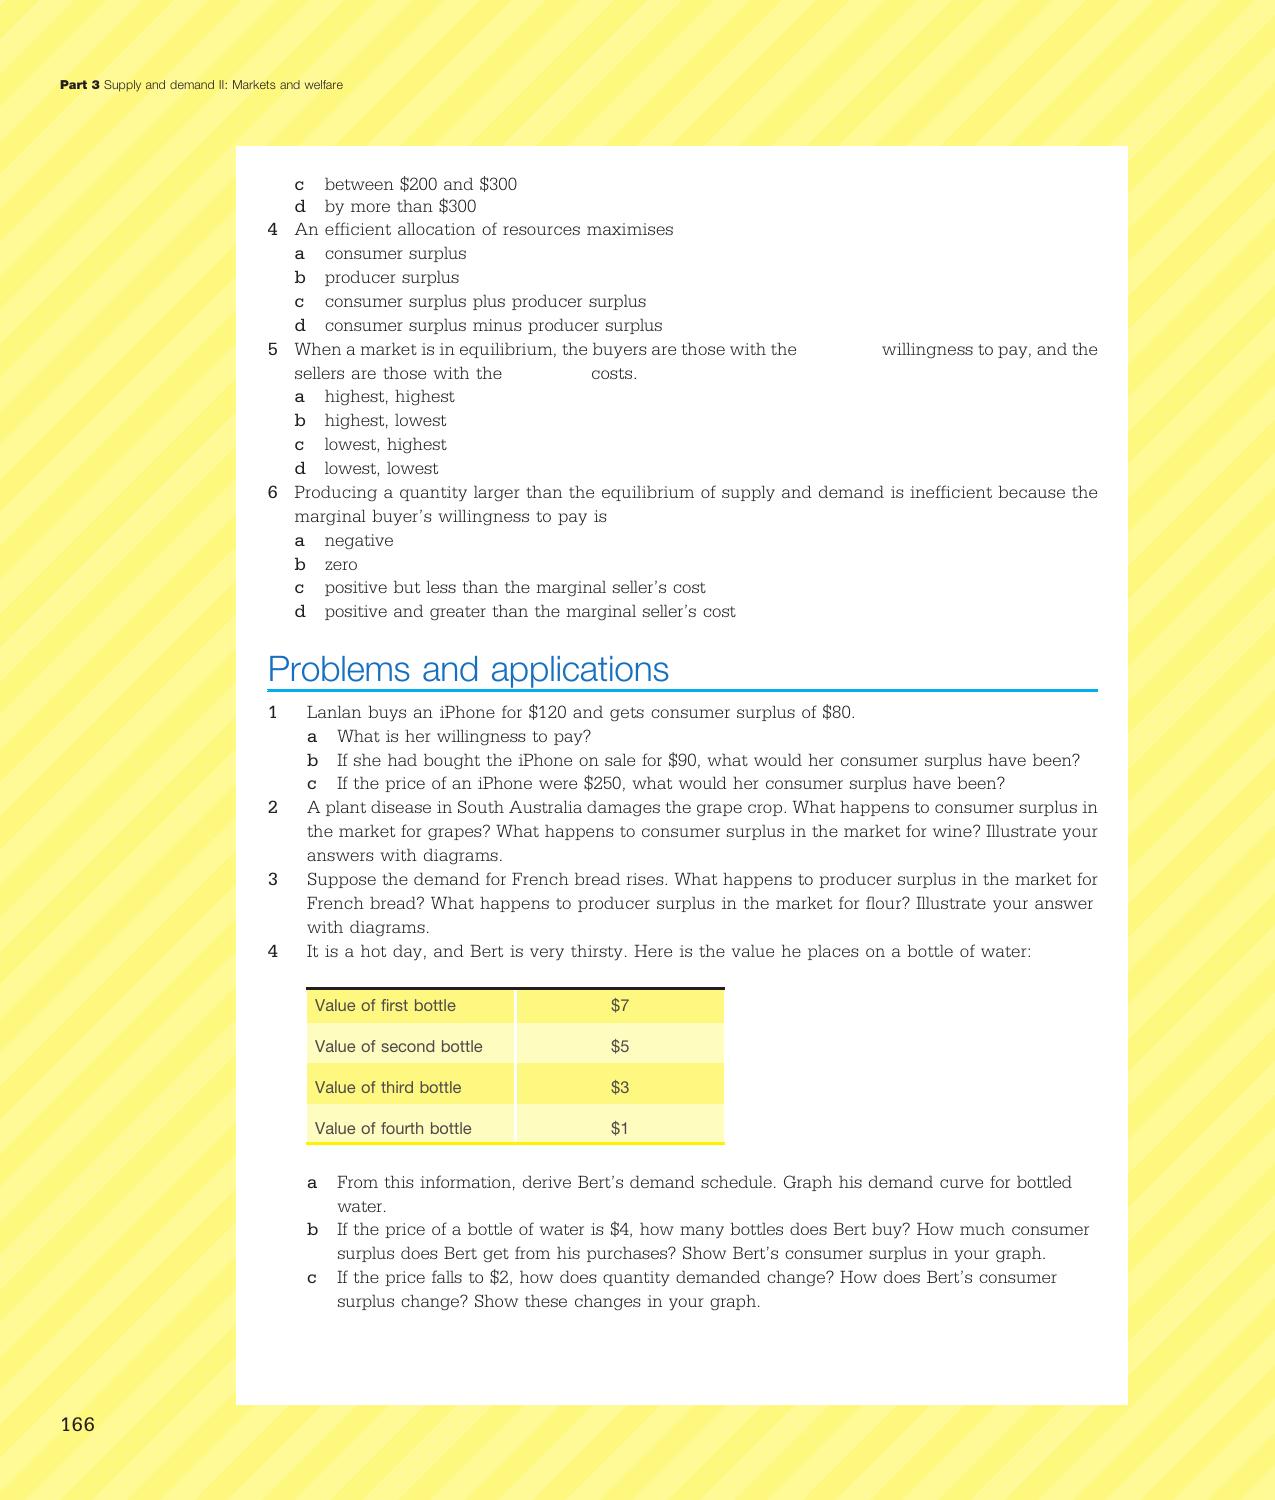 Part 3 Supply and demand II: Markets and welfare
c between $200 and $300
d by more than $300
4 An efficient allocation of resources maximises
a consumer surplus
b producer surplus
c consumer surplus plus producer surplus
d consumer surplus minus producer surplus
5 When a market is in equilibrium, the buyers are those with the willingness to pay, and the
sellers are those with the costs.
a highest, highest
b highest, lowest
c lowest, highest
d lowest, lowest
6 Producing a quantity larger than the equilibrium of supply and demand is inefficient because the
marginal buyer’s willingness to pay is
a negative
b zero
c positive but less than the marginal seller’s cost
d positive and greater than the marginal seller’s cost
Problems and applications
1 Lanlan buys an iPhone for $120 and gets consumer surplus of $80.
a What is her willingness to pay?
b If she had bought the iPhone on sale for $90, what would her consumer surplus have been?
c If the price of an iPhone were $250, what would her consumer surplus have been?
2 A plant disease in South Australia damages the grape crop. What happens to consumer surplus in
the market for grapes? What happens to consumer surplus in the market for wine? Illustrate your
answers with diagrams.
3 Suppose the demand for French bread rises. What happens to producer surplus in the market for
French bread? What happens to producer surplus in the market for flour? Illustrate your answer
with diagrams.
4 It is a hot day, and Bert is very thirsty. Here is the value he places on a bottle of water:
Value of first bottle $7
Value of second bottle $5
Value of third bottle $3
Value of fourth bottle $1
a From this information, derive Bert’s demand schedule. Graph his demand curve for bottled
water.
b If the price of a bottle of water is $4, how many bottles does Bert buy? How much consumer
surplus does Bert get from his purchases? Show Bert’s consumer surplus in your graph.
c If the price falls to $2, how does quantity demanded change? How does Bert’s consumer
surplus change? Show these changes in your graph.
166